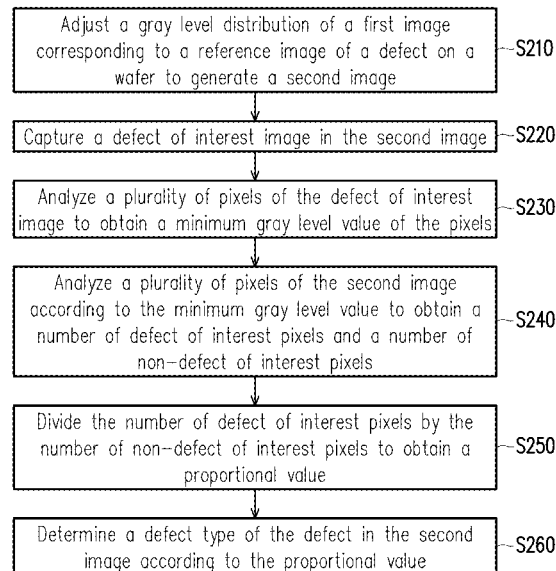 Adjust a gray level distribution of a first image
corresponding to a reference image of a defect on a
wafer to generate a second image
S210
Capture a defect of interest image in the second image
S220
Analyze a plurality of pixels of the defect of interest
image to obtain a minimum gray level value of the pixels
S230
Analyze a plurality of pixels of the second image
according to the minimum gray level value to obtain a
number of defect of interest pixels and a number of
non-defect of interest pixels
S240
Divide the number of defect of interest pixels by the
number of non-defect of interest pixels to obtain a
proportional value
S250
Determine a defect type of the defect in the second
image according to the proportional value
S260